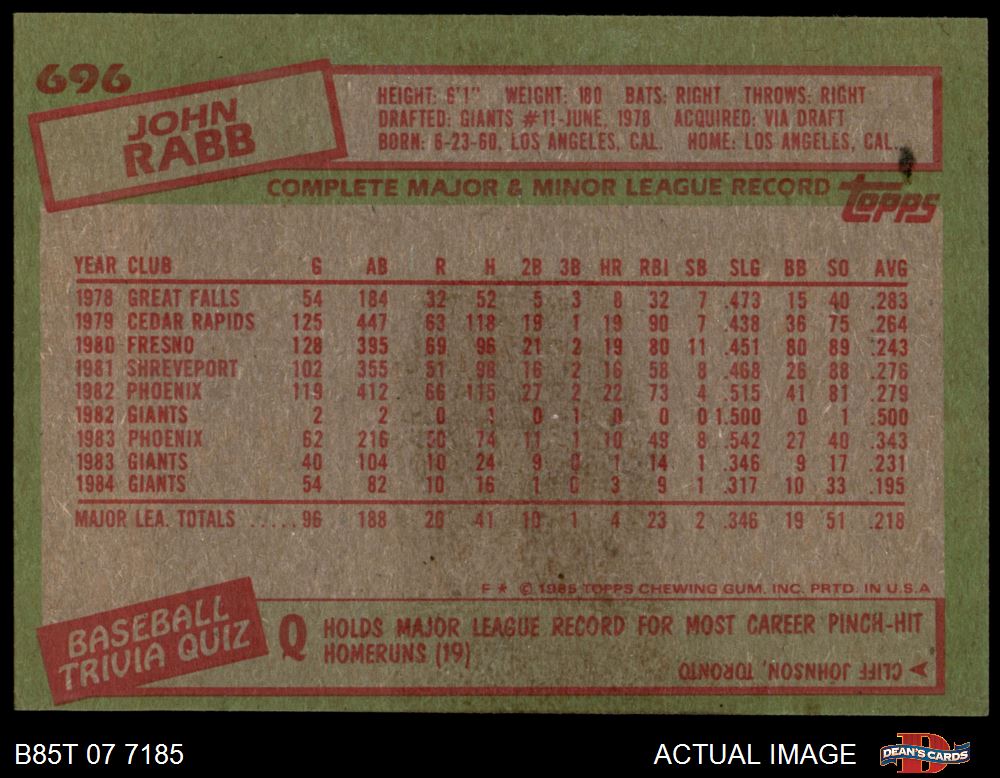 696
JOHN
RABB
HEIGHT: 6'1" WEIGHT: 180 BATS: RIGHT THROWS: RIGHT
DRAFTED: GIANTS #11-JUNE, 1978 ACQUIRED: VIA DRAFT
BORN: 6-23-60, LOS ANGELES, CAL. HOME: LOS ANGELES, CAL.
COMPLETE MAJOR & MINOR LEAGUE RECORD
topps
YEAR CLUB G AB R H 2B 3B HR RBI SB SLG BB SO AVG
1978 GREAT FALLS 54 184 32 52 5 3 8 32 7 .473 15 40 .283
1979 CEDAR RAPIDS 125 447 63 118 19 1 19 90 7 .438 36 75 .264
1980 FRESNO 128 395 69 96 21 2 19 80 11 .451 80 89 .243
1981 SHREVEPORT 102 355 51 98 16 2 16 58 8 .468 26 88 .276
1982 PHOENIX 119 412 66 115 27 2 22 73 4 .515 41 81 .279
1982 GIANTS 2 2 0 1 0 1 0 0 0 1.500 0 1 .500
1983 PHOENIX 62 216 50 74 11 1 10 49 8 .542 27 40 .343
1983 GIANTS 40 104 10 24 9 0 1 14 1 .346 9 17 .231
1984 GIANTS 54 82 10 16 1 0 3 9 1 .317 10 33 .195
MAJOR LEA. TOTALS .....96 188 20 41 10 1 4 23 2 .346 19 51 .218
F * © 1985 TOPPS CHEWING GUM, INC. PRTD. IN U.S.A
BASEBALL
TRIVIA QUIZ
Q HOLDS MAJOR LEAGUE RECORD FOR MOST CAREER PINCH-HIT
HOMERUNS (19)
A CLIFF JOHNSON, TORONTO
B85T 07 7185
ACTUAL IMAGE
D
DEAN'S CARDS